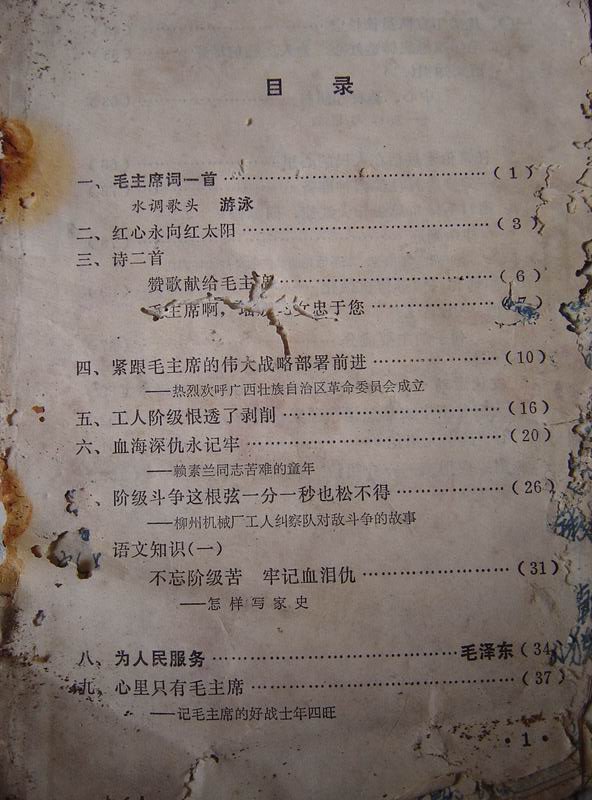 目 录
一、毛主席词一首……………………………(1)
水调歌头 游泳
二、红心永向红太阳……………………………(3)
三、诗二首
赞歌献给毛主……………………………(6)
主席啊,忠于您……………………………(7)
四、紧跟毛主席的伟大战略部署前进………………(10)
——热烈欢呼广西壮族自治区革命委员会成立
五、工人阶级恨透了剥削……………………………(16)
六、血海深仇永记牢……………………………(20)
——赖素兰同志苦难的童年
、阶级斗争这根弦一分一秒也松不得……………(26)
——柳州机械厂工人纠察队对敌斗争的故事
语文知识(一)
不忘阶级苦 牢记血泪仇……………………(31)
——怎样写家史
八、为人民服务……………………………毛泽东(34
九、心里只有毛主席……………………………(37)
——记毛主席的好战士年四旺
·1·